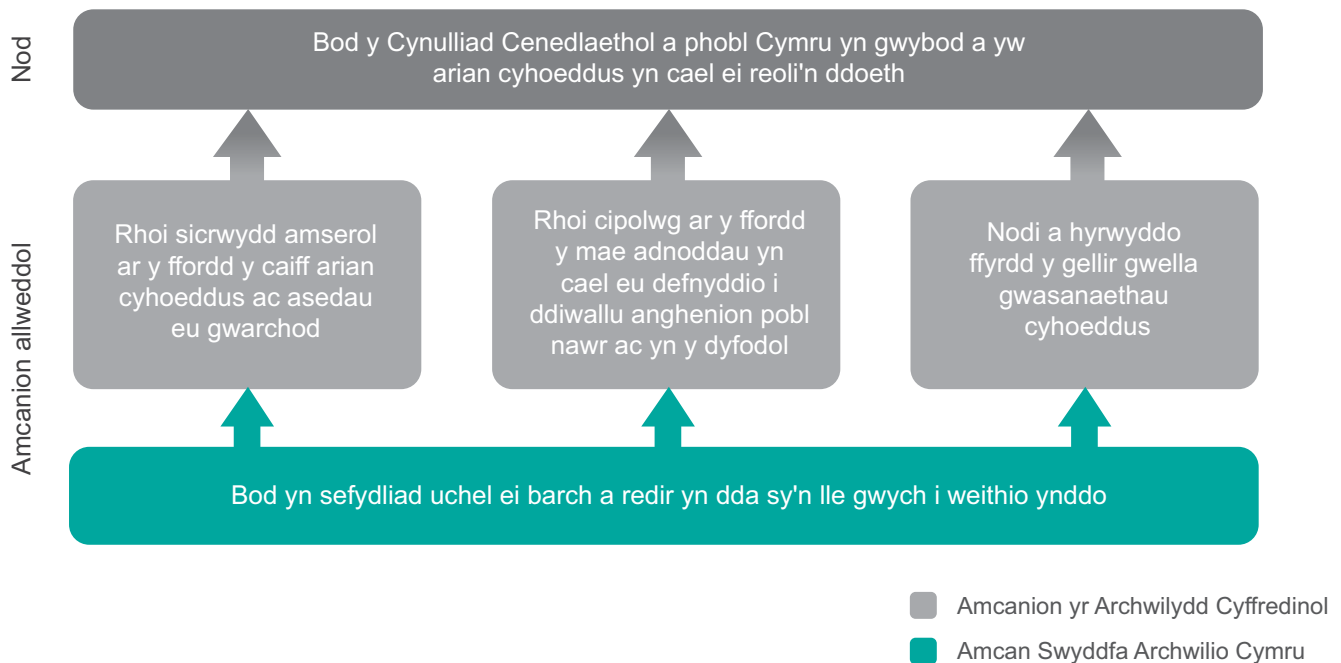 Nod
Bod y Cynulliad Cenedlaethol a phobl Cymru yn gwybod a yw
arian cyhoeddus yn cael ei reoli'n ddoeth
Amcanion allweddol
Rhoi sicrwydd amserol
ar y ffordd y caiff arian
cyhoeddus ac asedau
eu gwarchod
Rhoi cipolwg ar y ffordd
y mae adnoddau yn
cael eu defnyddio i
ddiwallu anghenion pobl
nawr ac yn y dyfodol
Nodi a hyrwyddo
ffyrdd y gellir gwella
gwasanaethau
cyhoeddus
Bod yn sefydliad uchel ei barch a redir yn dda sy'n lle gwych i weithio ynddo
Amcanion yr Archwilydd Cyffredinol
Amcan Swyddfa Archwilio Cymru